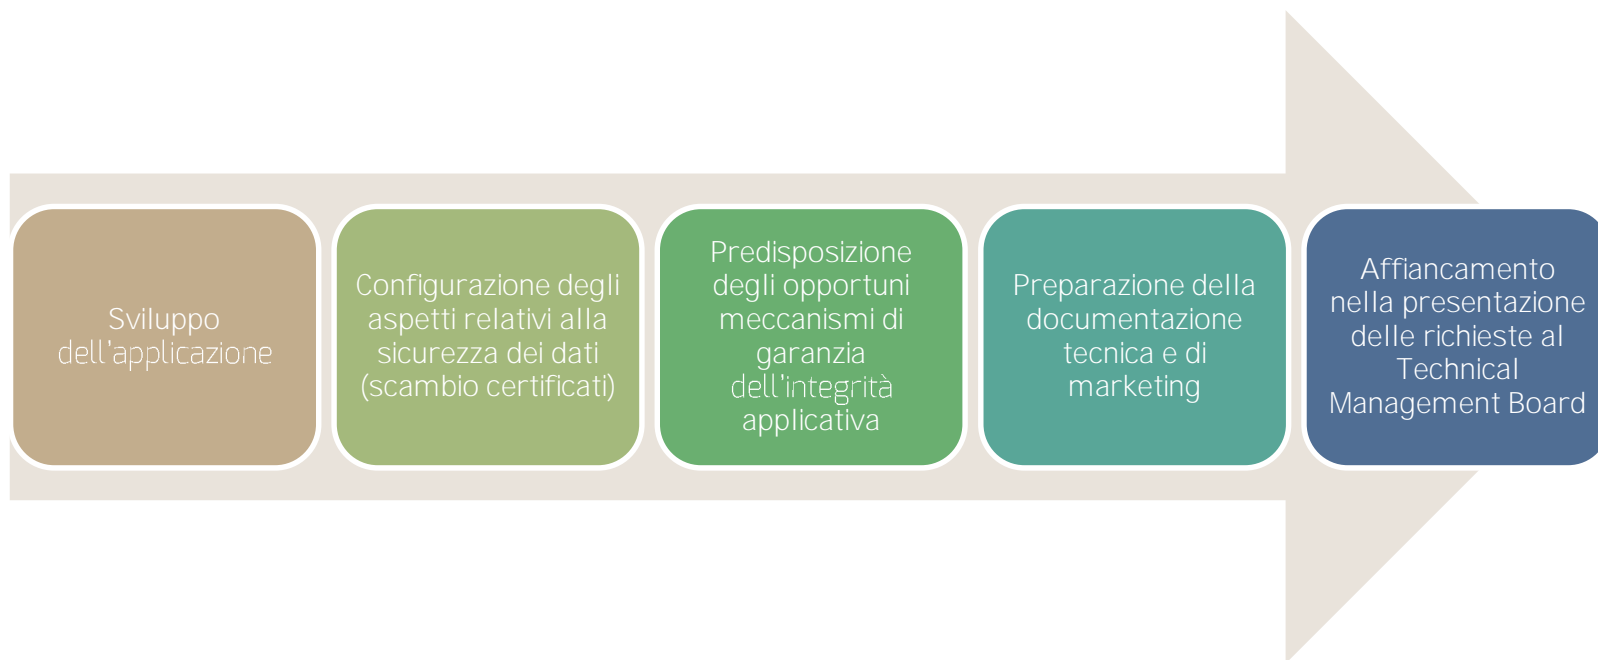 Sviluppo
dell'applicazione
Configurazione degli
aspetti relativi alla
sicurezza dei dati
(scambio certificati)
Predisposizione
degli opportuni
meccanismi di
garanzia
dell'integrità
applicativa
Preparazione della
documentazione
tecnica e di
marketing
Affiancamento
nella presentazione
delle richieste al
Technical
Management Board